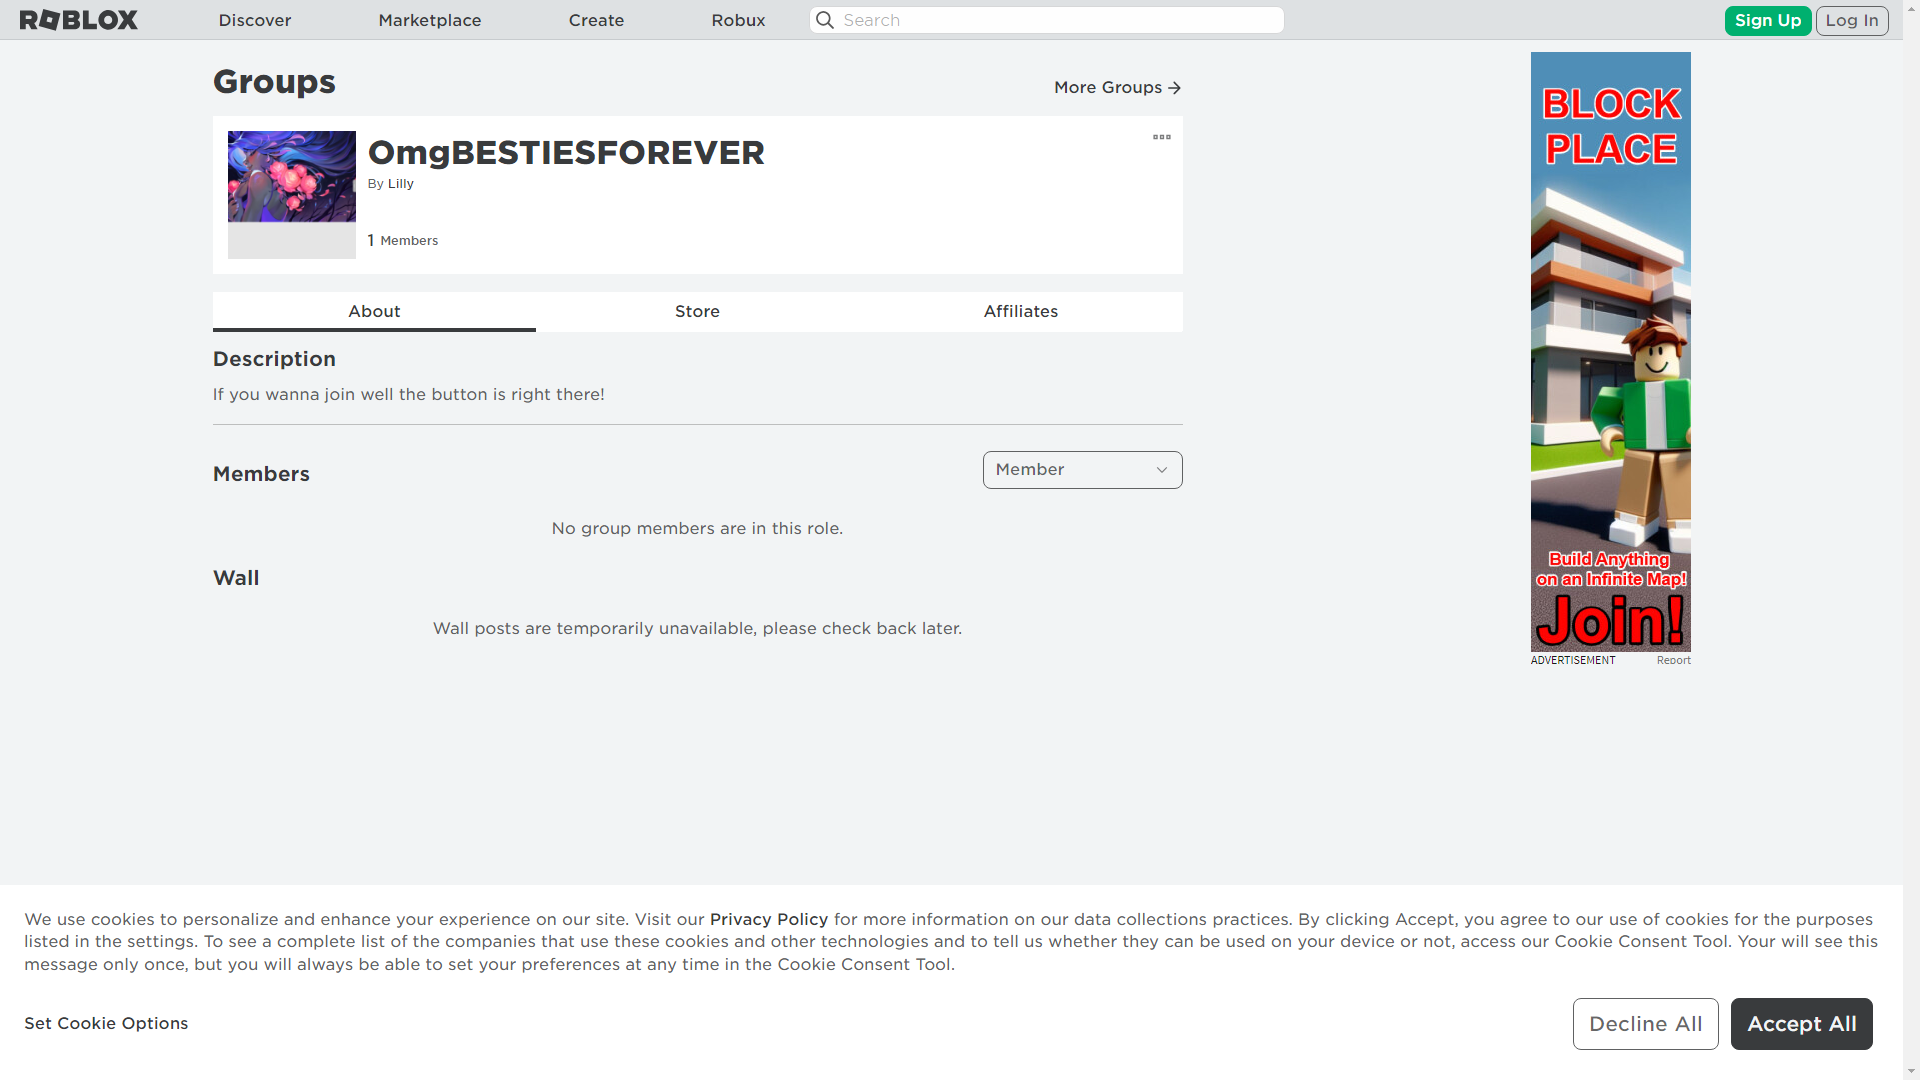 ROBLOX
Discover
Marketplace
Create
Robux
Search
Sign Up
Log In
Groups
More Groups
OmgBESTIESFOREVER
By Lilly
1 Members
About
Store
Affiliates
Description
If you wanna join well the button is right there!
Members
Member
No group members are in this role.
Wall
Wall posts are temporarily unavailable, please check back later.
BLOCK
PLACE
Build Anything
on an Infinite Map!
Join!
ADVERTISEMENT
Report
We use cookies to personalize and enhance your experience on our site. Visit our Privacy Policy for more information on our data collections practices. By clicking Accept, you agree to our use of cookies for the purposes
listed in the settings. To see a complete list of the companies that use these cookies and other technologies and to tell us whether they can be used on your device or not, access our Cookie Consent Tool. Your will see this
message only once, but you will always be able to set your preferences at any time in the Cookie Consent Tool.
Set Cookie Options
Decline All
Accept All